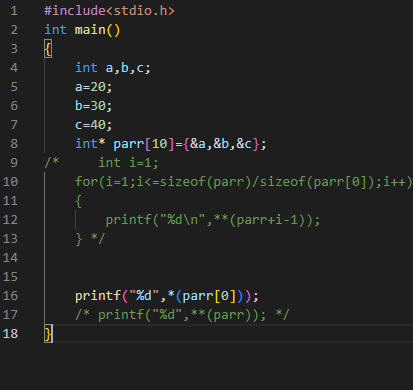 1 #include<stdio.h>
2 int main()
3 {
4 int a,b,c;
5 a=20;
6 b=30;
7 c=40;
8 int* parr[10]={&a,&b,&c};
9 /* int i=1;
10 for(i=1;i<=sizeof(parr)/sizeof(parr[0]);i++)
11 {
12 printf("%d\n",**(parr+i-1));
13 } */
14
15
16 printf("%d",*(parr[0]));
17 /* printf("%d",**(parr)); */
18 }